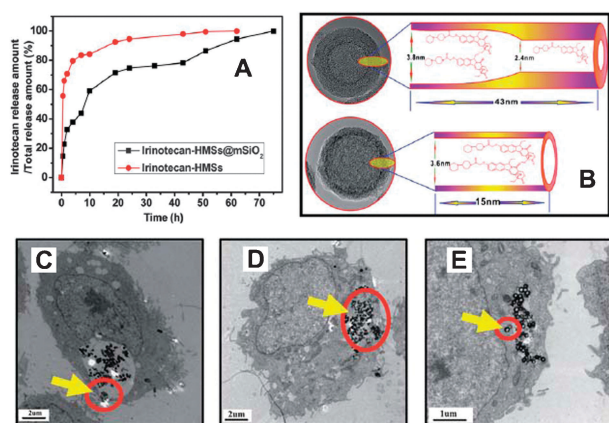 Irinotecan release amount
/Total release amount (%)
100
80
60
40
20
0
A
Irinotecan-HMSs@mSiO2
Irinotecan-HMSs
0 10 20 30 40 50 60 70 80
Time (h)
3.8nm
2.4nm
43nm
3.6nm
B
15nm
C
2um
D
2um
E
1um